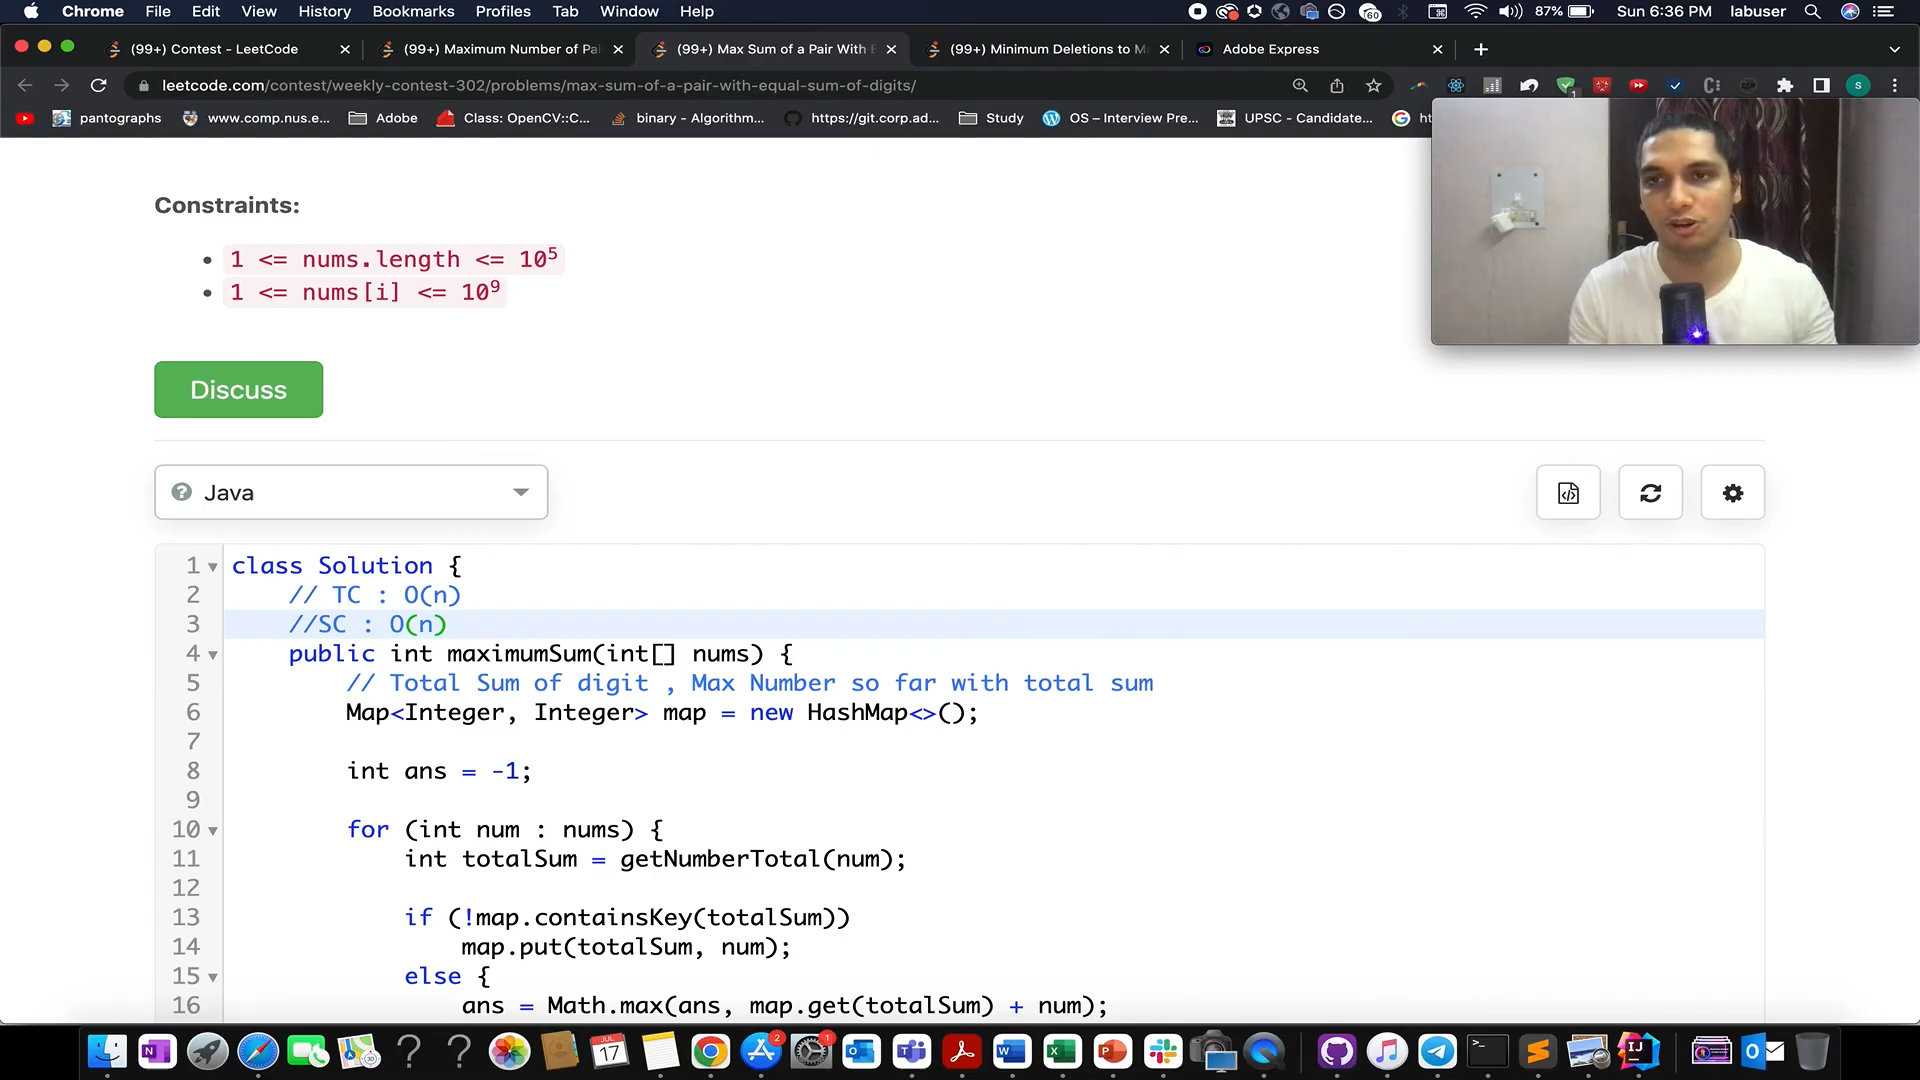 Chrome File Edit View History Bookmarks Profiles Tab Window Help 60 87% Sun 6:36 PM labuser
(99+) Contest - LeetCode (99+) Maximum Number of Pai (99+) Max Sum of a Pair With E (99+) Minimum Deletions to Ma Adobe Express
leetcode.com/contest/weekly-contest-302/problems/max-sum-of-a-pair-with-equal-sum-of-digits/
pantographs www.comp.nus.e... Adobe Class: OpenCV::C... binary - Algorithm... https://git.corp.ad... Study OS – Interview Pre... UPSC - Candidate... ht
Constraints:
1 <= nums.length <= 10⁵
1 <= nums[i] <= 10⁹
Discuss
Java
1 class Solution {
2 // TC : O(n)
3 //SC : O(n)
4 public int maximumSum(int[] nums) {
5 // Total Sum of digit , Max Number so far with total sum
6 Map<Integer, Integer> map = new HashMap<>();
7
8 int ans = -1;
9
10 for (int num : nums) {
11 int totalSum = getNumberTotal(num);
12
13 if (!map.containsKey(totalSum))
14 map.put(totalSum, num);
15 else {
16 ans = Math.max(ans, map.get(totalSum) + num);
JUL
17